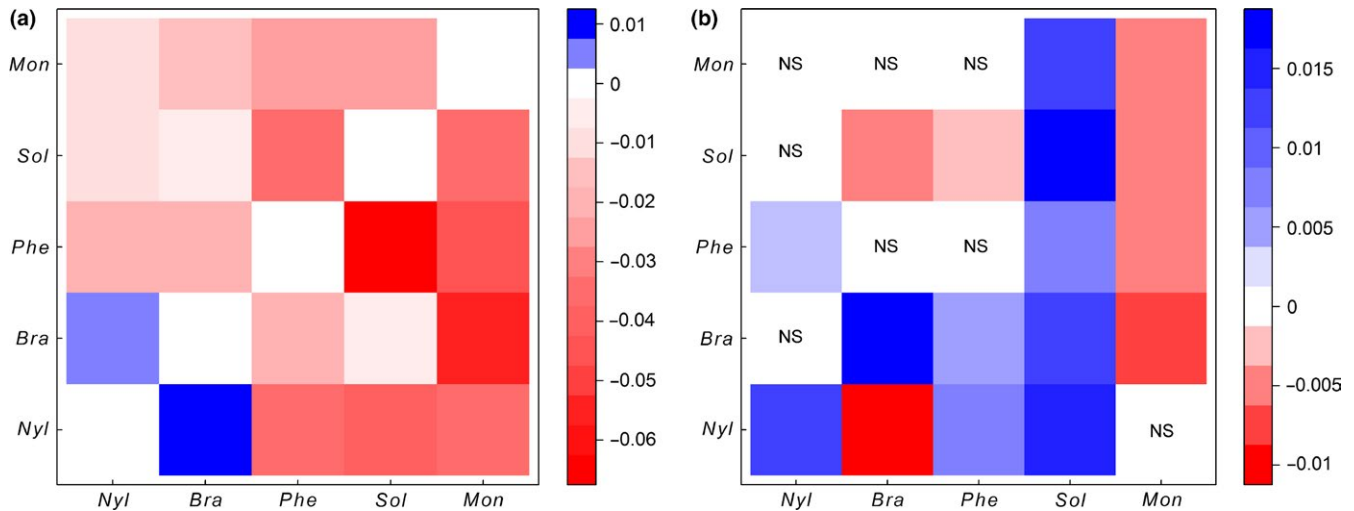 (a)
Mon
Sol
Phe
Bra
Nyl
Nyl Bra Phe Sol Mon
0.01
0
−0.01
−0.02
−0.03
−0.04
−0.05
−0.06
(b)
Mon NS NS NS
Sol NS
Phe NS NS
Bra NS
Nyl NS
Nyl Bra Phe Sol Mon
0.015
0.01
0.005
0
−0.005
−0.01